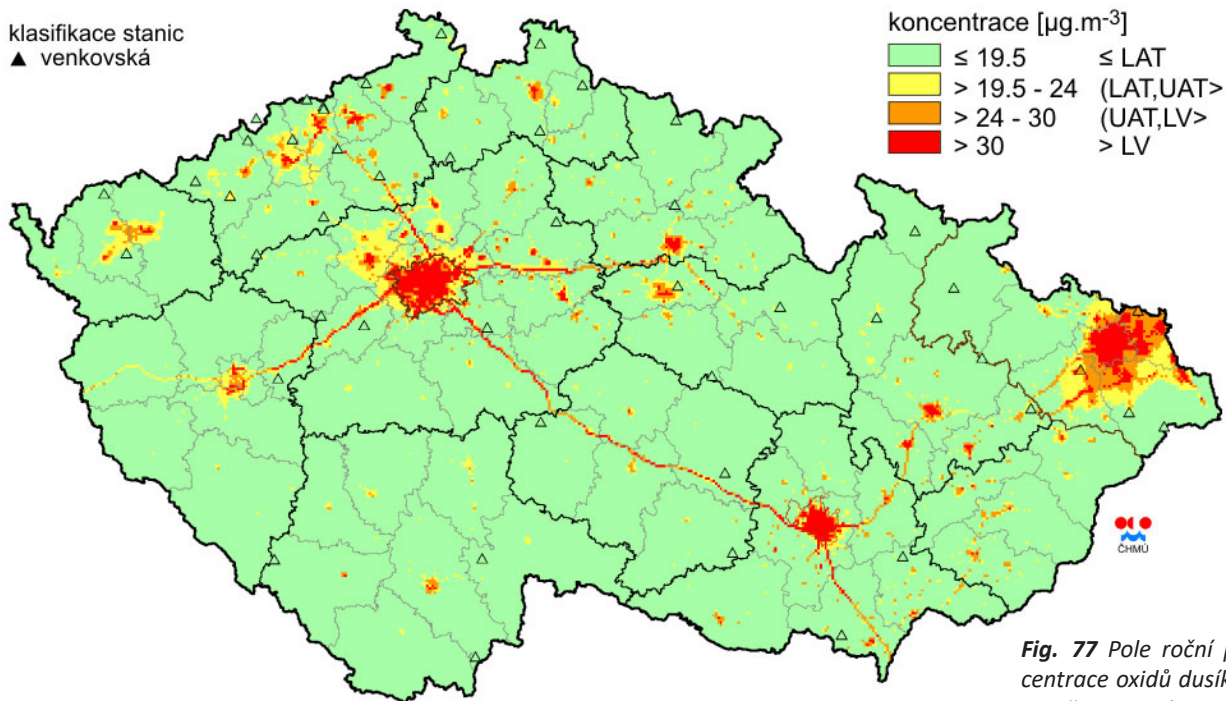 klasifikace stanic
▲ venkovská
koncentrace [µg.m-3]
≤ 19.5 ≤ LAT
> 19.5 - 24 (LAT,UAT>
> 24 - 30 (UAT,LV>
> 30 > LV
ČHMÚ
Fig. 77 Pole roční p
centrace oxidů dusík